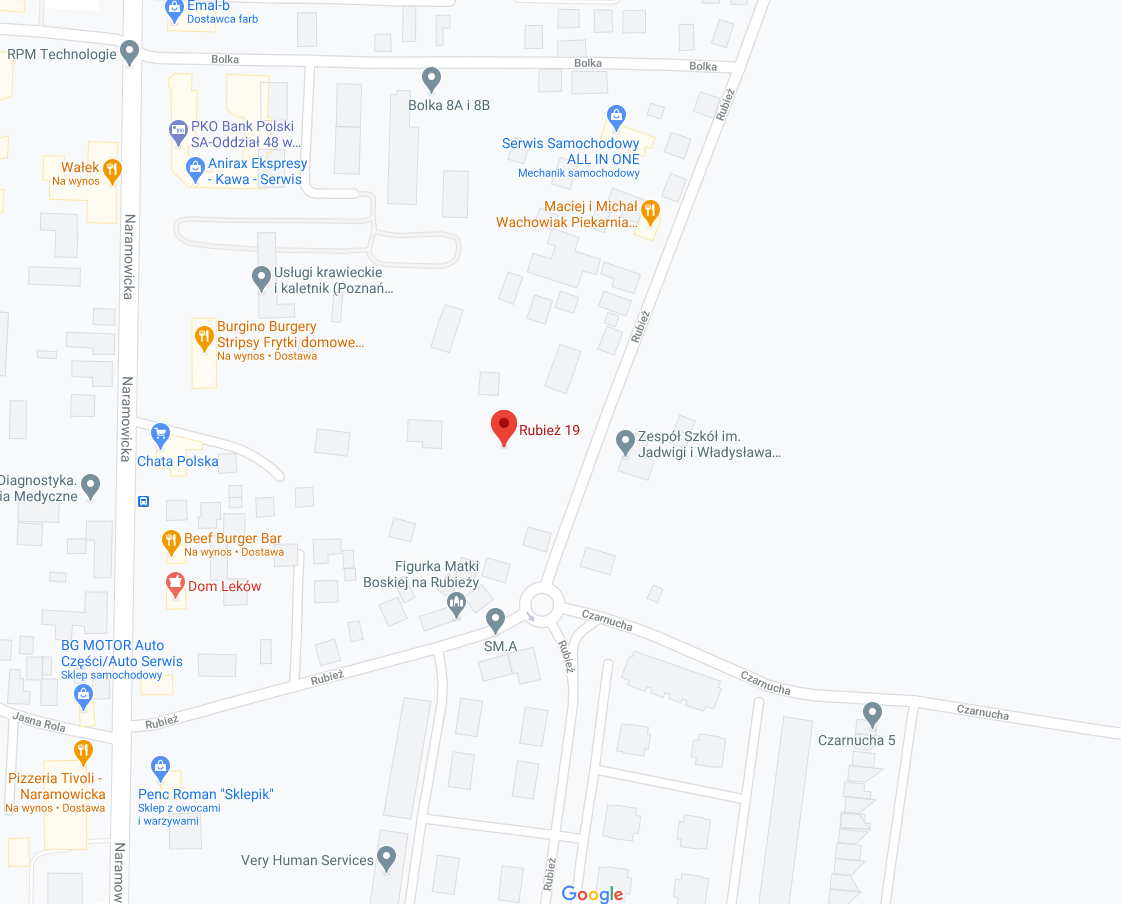 Emal-b
Dostawca farb
RPM Technologie
Bolka
Bolka
Bolka
Bolka 8A i 8B
Rubież
PKO Bank Polski
SA-Oddział 48 w...
Serwis Samochodowy
ALL IN ONE
Mechanik samochodowy
Wałek
Na wynos
Anirax Ekspresy
- Kawa - Serwis
Maciej i Michał
Wachowiak Piekarnia...
Naramowicka
Usługi krawieckie
i kaletnik (Poznań...
Burgino Burgery
Stripsy Frytki domowe...
Na wynos • Dostawa
Rubież
Naramowicka
Rubież 19
Zespół Szkół im.
Jadwigi i Władysława...
Chata Polska
Diagnostyka.
ia Medyczne
Beef Burger Bar
Na wynos • Dostawa
Figurka Matki
Boskiej na Rubieży
Dom Leków
Czarnucha
SM.A
Rubież
BG MOTOR Auto
Części/Auto Serwis
Sklep samochodowy
Rubież
Czarnucha
Czarnucha
Jasna Rola
Rubież
Czarnucha 5
Pizzeria Tivoli -
Naramowicka
Na wynos • Dostawa
Penc Roman "Sklepik"
Sklep z owocami
i warzywami
Very Human Services
Naramow
Rubież
Google